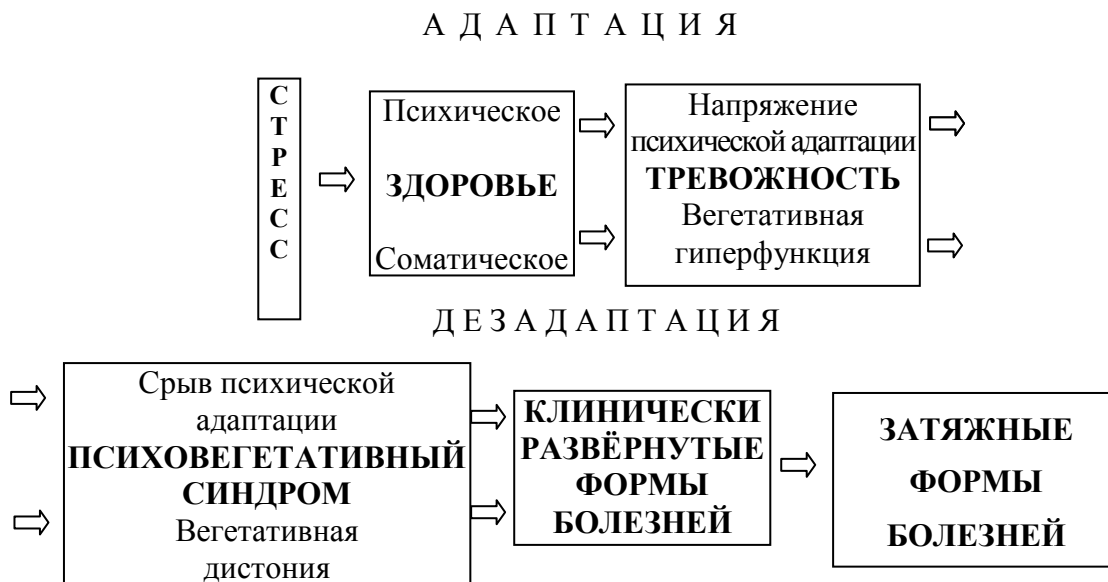 А Д А П Т А Ц И Я
С
Т
Р
Е
С
С
Психическое
ЗДОРОВЬЕ
Соматическое
Напряжение
психической адаптации
ТРЕВОЖНОСТЬ
Вегетативная
гиперфункция
Д Е З А Д А П Т А Ц И Я
Срыв психической
адаптации
ПСИХОВЕГЕТАТИВНЫЙ
СИНДРОМ
Вегетативная
дистония
КЛИНИЧЕСКИ
РАЗВЁРНУТЫЕ
ФОРМЫ
БОЛЕЗНЕЙ
ЗАТЯЖНЫЕ
ФОРМЫ
БОЛЕЗНЕЙ